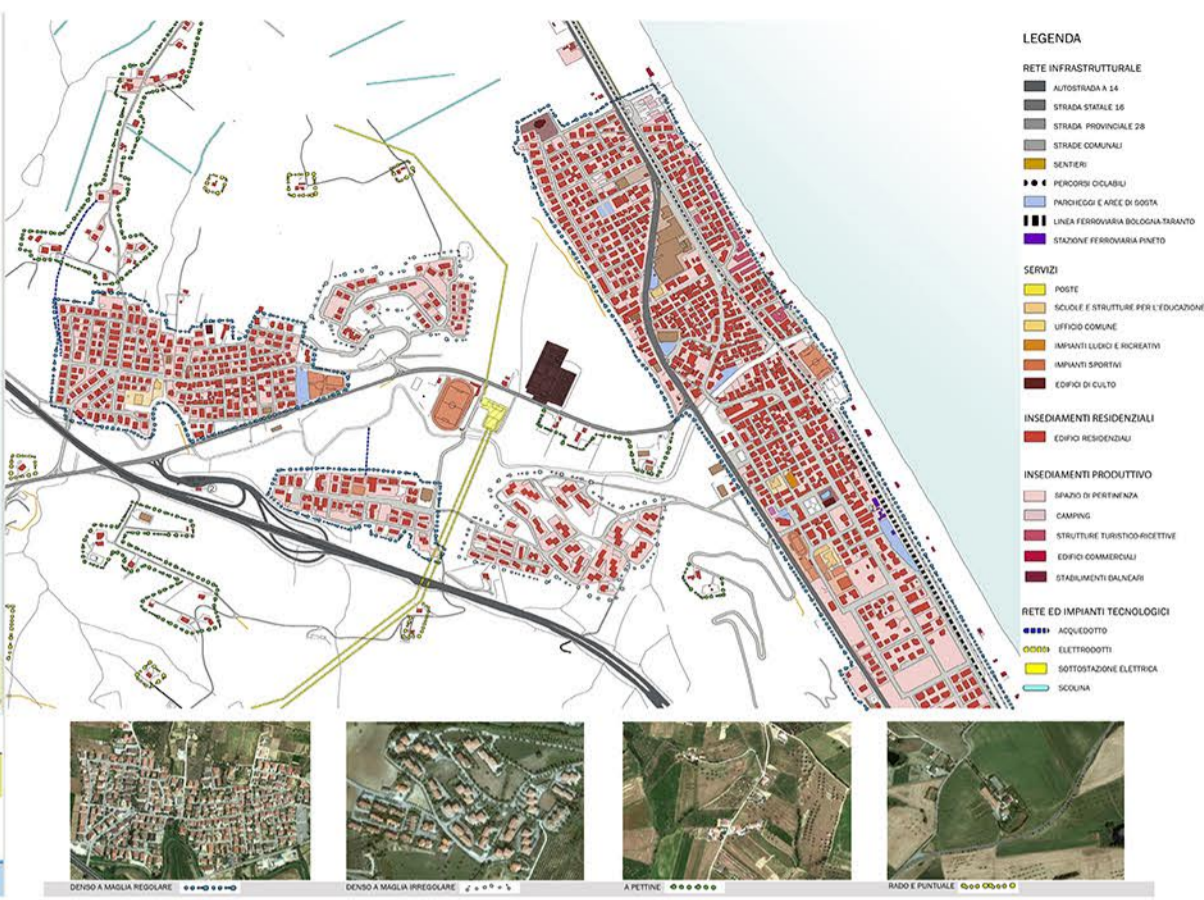 LEGENDA
RETE INFRASTRUTTURALE
AUTOSTRADA A 14
STRADA STATALE 16
STRADA PROVINCIALE 28
STRADE COMUNALI
SENTIERI
PERCORSI CICLABILI
PARCHEGGI E AREE DI SOSTA
LINEA FERROVIARIA BOLOGNA-TARANTO
STAZIONE FERROVIARIA PINETO
SERVIZI
POSTE
SCUOLE E STRUTTURE PER L'EDUCAZIONE
UFFICIO COMUNE
IMPIANTI LUDICI E RICREATIVI
IMPIANTI SPORTIVI
EDIFICI DI CULTO
INSEDIAMENTI RESIDENZIALI
EDIFICI RESIDENZIALI
INSEDIAMENTI PRODUTTIVO
SPAZIO DI PERTINENZA
CAMPING
STRUTTURE TURISTICO-RICETTIVE
EDIFICI COMMERCIALI
STABILIMENTI BALNEARI
RETE ED IMPIANTI TECNOLOGICI
ACQUEDOTTO
ELETTRODOTTI
SOTTOSTAZIONE ELETTRICA
SCOLINA
DENSO A MAGLIA REGOLARE
DENSO A MAGLIA IRREGOLARE
A PETTINE
RADO E PUNTUALE